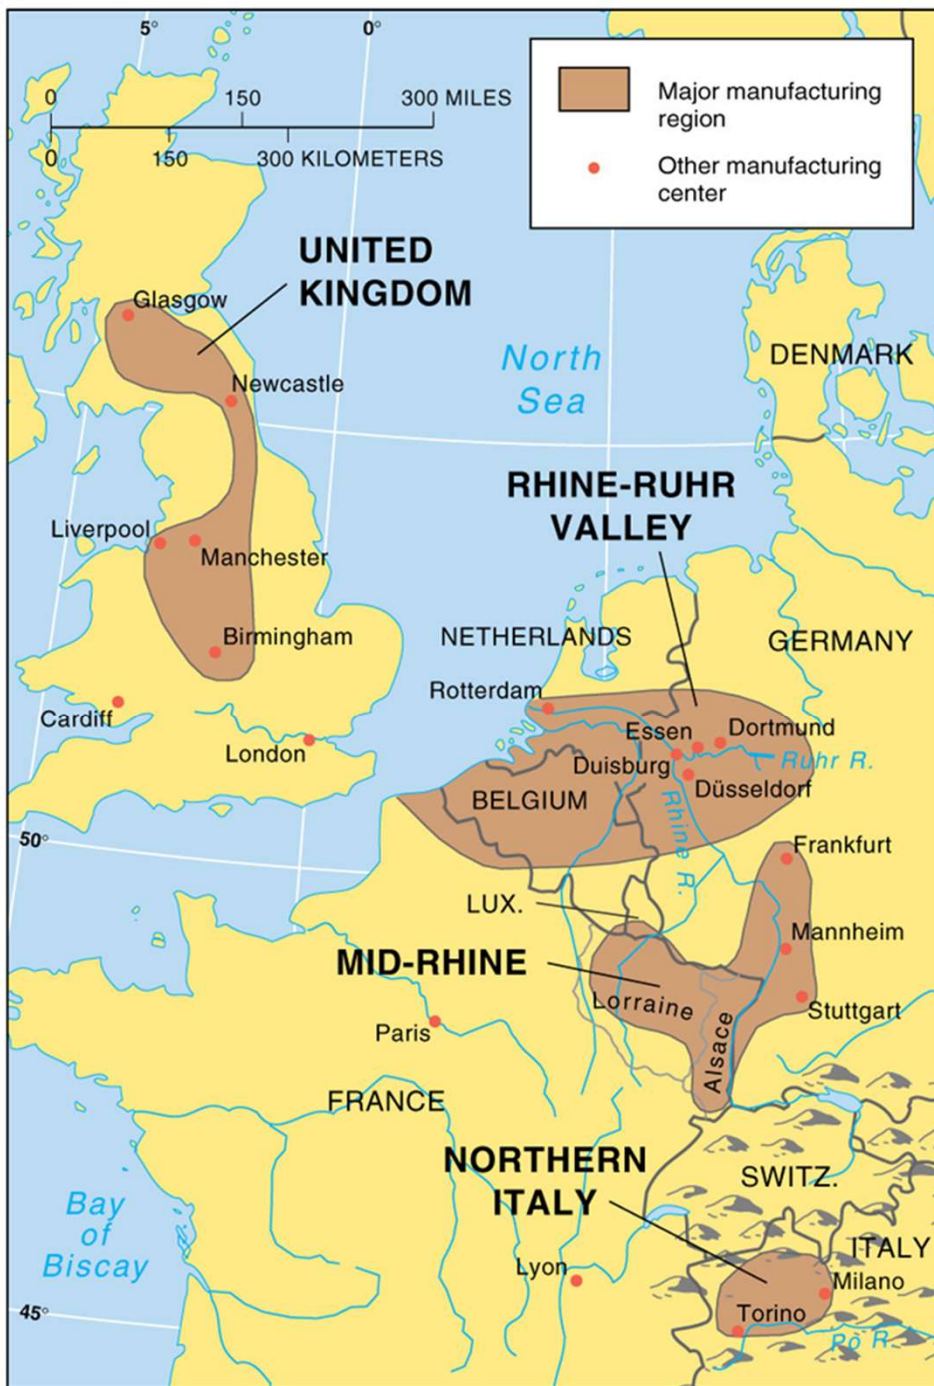 5°
0°
0 150 300 MILES
0 150 300 KILOMETERS
Major manufacturing
region
Other manufacturing
center
UNITED
KINGDOM
Glasgow
Newcastle
North
Sea
DENMARK
RHINE-RUHR
VALLEY
Liverpool
Manchester
Birmingham
NETHERLANDS
GERMANY
Rotterdam
Cardiff
London
Essen
Dortmund
Duisburg
Ruhr R.
Düsseldorf
BELGIUM
Rhine R.
50°
Frankfurt
LUX.
Mannheim
MID-RHINE
Lorraine
Stuttgart
Paris
Alsace
FRANCE
NORTHERN
ITALY
SWITZ.
Bay
of
Biscay
ITALY
Lyon
Milano
45°
Torino
Pò R.